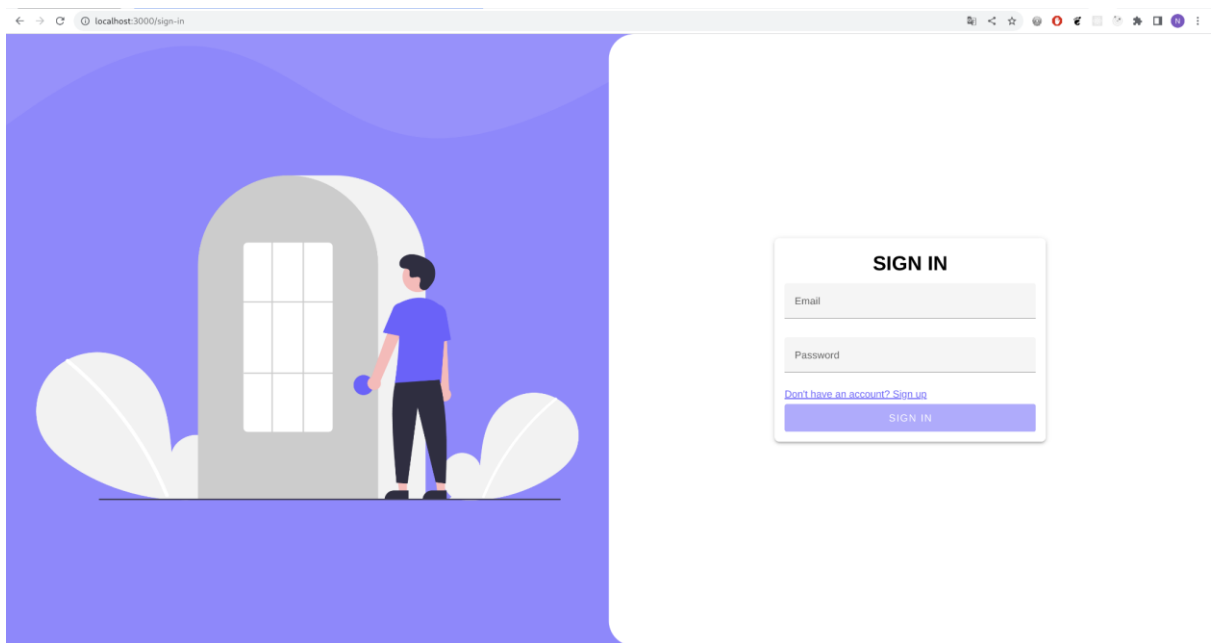 localhost:3000/sign-in
N
SIGN IN
Email
Password
Don't have an account? Sign up
SIGN IN